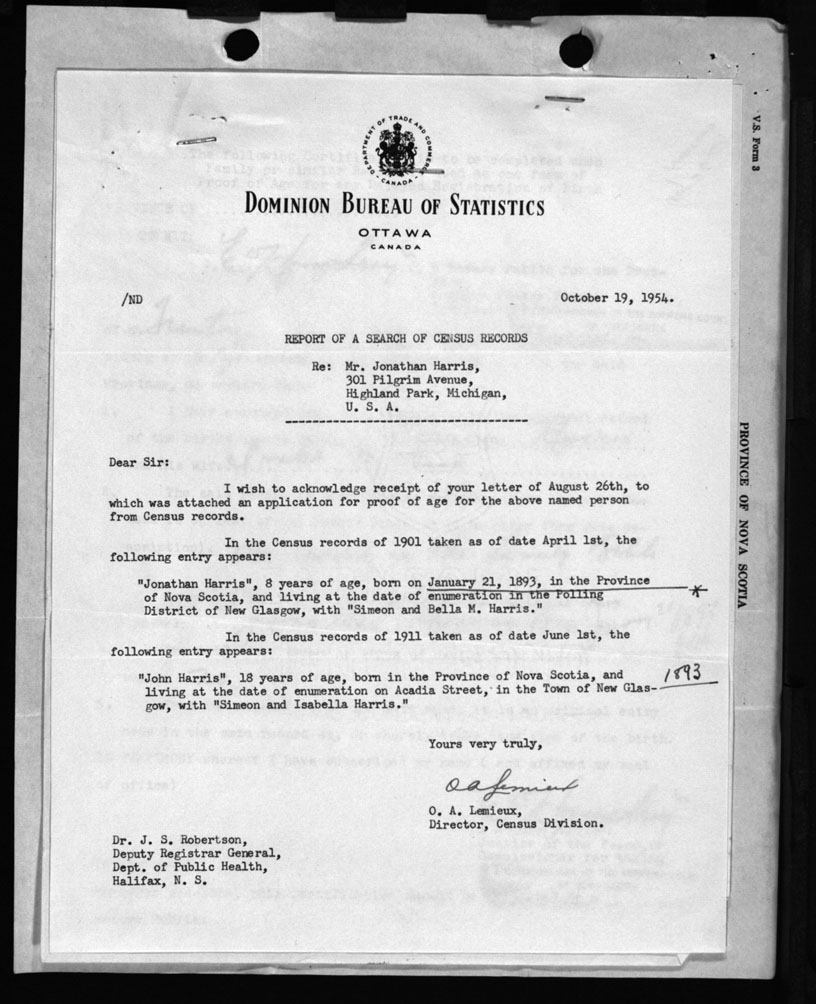 DEPARTMENT OF TRADE AND COMMERCE
CANADA
DOMINION BUREAU OF STATISTICS
OTTAWA
CANADA
/ND
October 19, 1954.
REPORT OF A SEARCH OF CENSUS RECORDS
Re: Mr. Jonathan Harris,
301 Pilgrim Avenue,
Highland Park, Michigan,
U. S. A.
Dear Sir:
I wish to acknowledge receipt of your letter of August 26th, to
which was attached an application for proof of age for the above named person
from Census records.
In the Census records of 1901 taken as of date April 1st, the
following entry appears:
"Jonathan Harris", 8 years of age, born on January 21, 1893, in the Province
of Nova Scotia, and living at the date of enumeration in the Polling
District of New Glasgow, with "Simeon and Bella M. Harris."
In the Census records of 1911 taken as of date June 1st, the
following entry appears:
"John Harris", 18 years of age, born in the Province of Nova Scotia, and 1893
living at the date of enumeration on Acadia Street, in the Town of New Glas-
gow, with "Simeon and Isabella Harris."
Yours very truly,
O A Lemieux
O. A. Lemieux,
Director, Census Division.
Dr. J. S. Robertson,
Deputy Registrar General,
Dept. of Public Health,
Halifax, N. S.
V.S. Form 3
PROVINCE OF NOVA SCOTIA